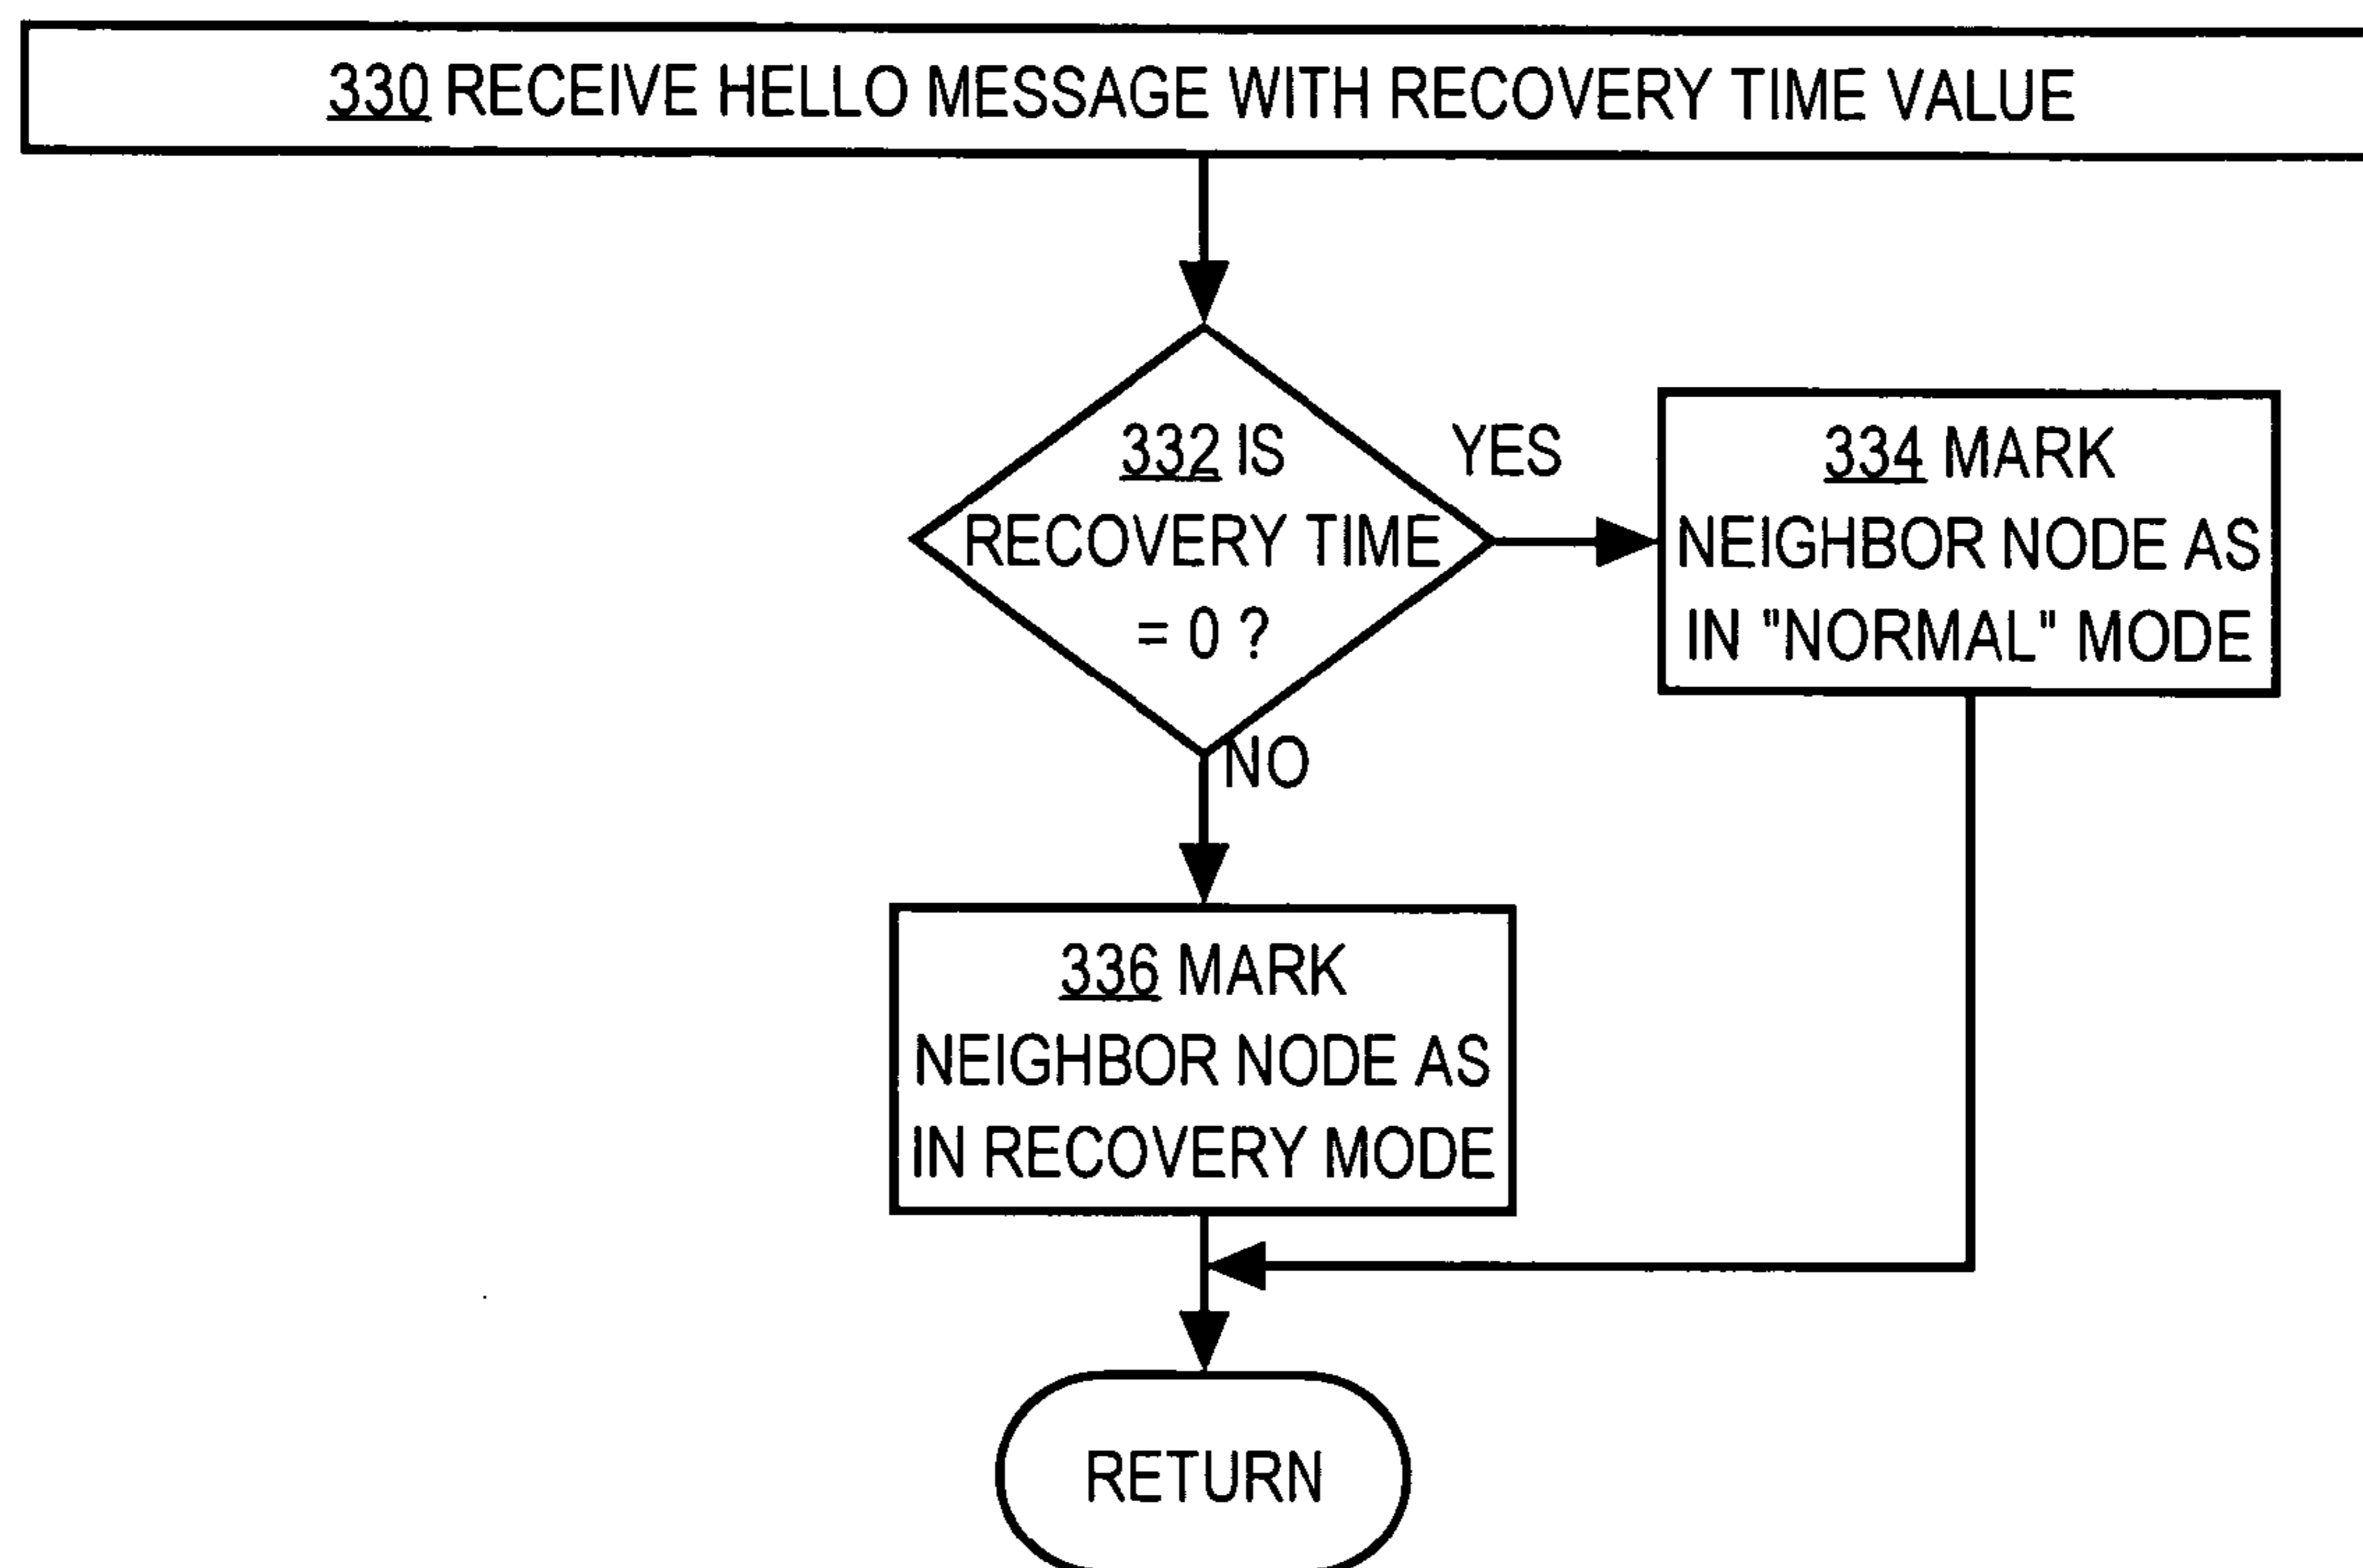 330 RECEIVE HELLO MESSAGE WITH RECOVERY TIME VALUE
332 IS
RECOVERY TIME
= 0 ?
YES
334 MARK
NEIGHBOR NODE AS
IN "NORMAL" MODE
NO
336 MARK
NEIGHBOR NODE AS
IN RECOVERY MODE
RETURN